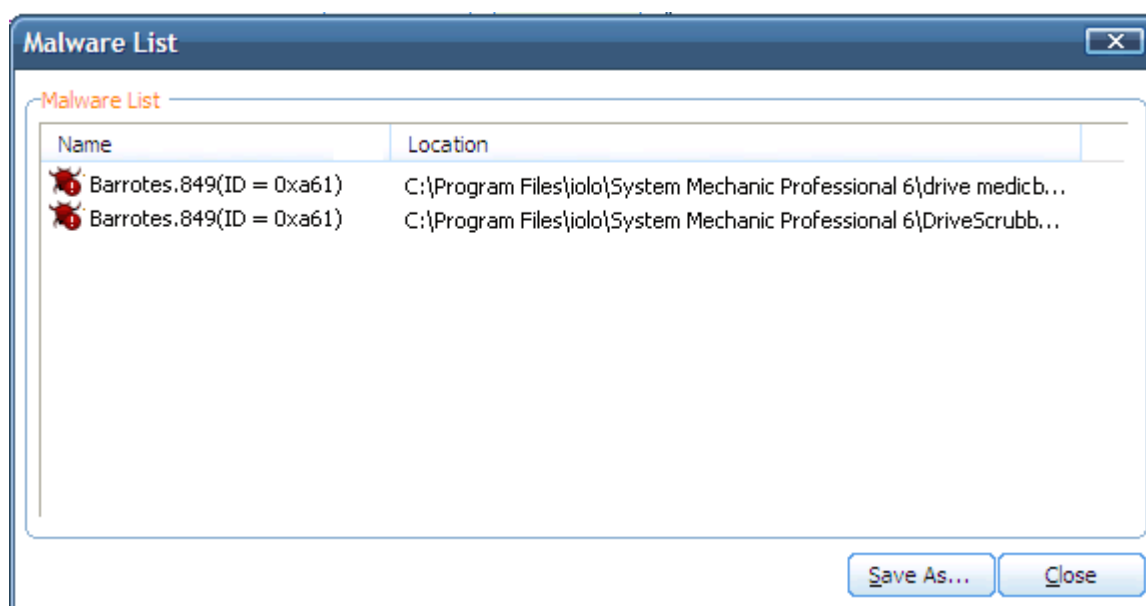 Malware List
Malware List
Name Location
Barrotes.849(ID = 0xa61) C:\Program Files\iolo\System Mechanic Professional 6\drive medicb...
Barrotes.849(ID = 0xa61) C:\Program Files\iolo\System Mechanic Professional 6\DriveScrubb...
Save As... Close